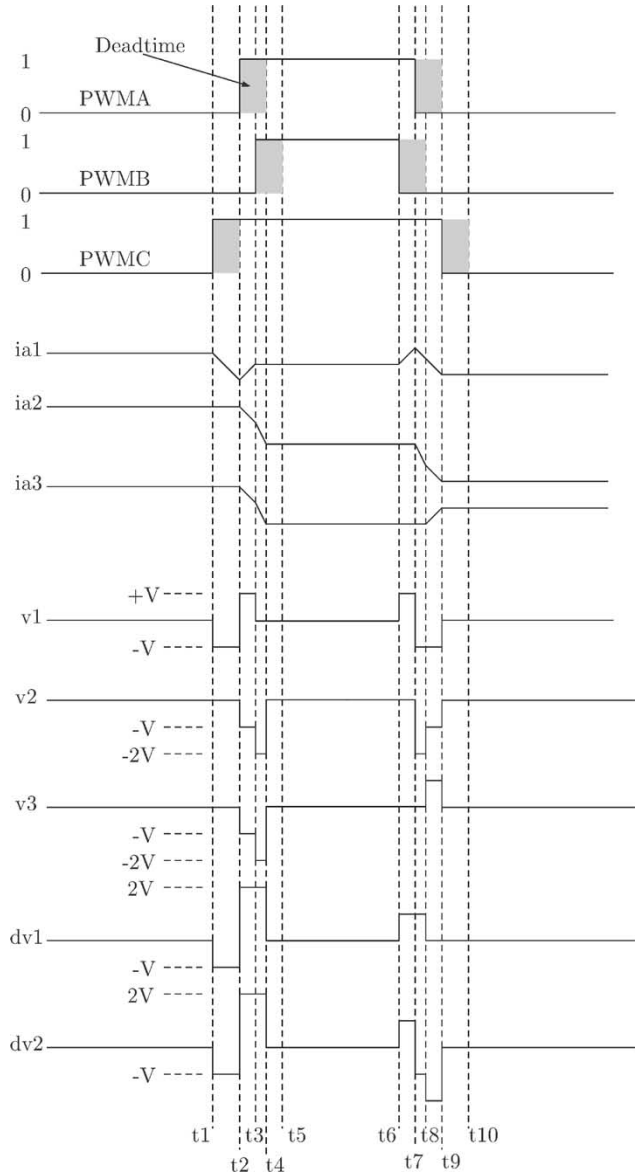 Deadtime
1
PWMA
0
1
PWMB
0
1
PWMC
0
ia1
ia2
ia3
+V
v1
-V
v2
-V
-2V
v3
-V
-2V
2V
dv1
-V
2V
dv2
-V
t1 t3 t5 t6 t8 t10
t2 t4 t7 t9